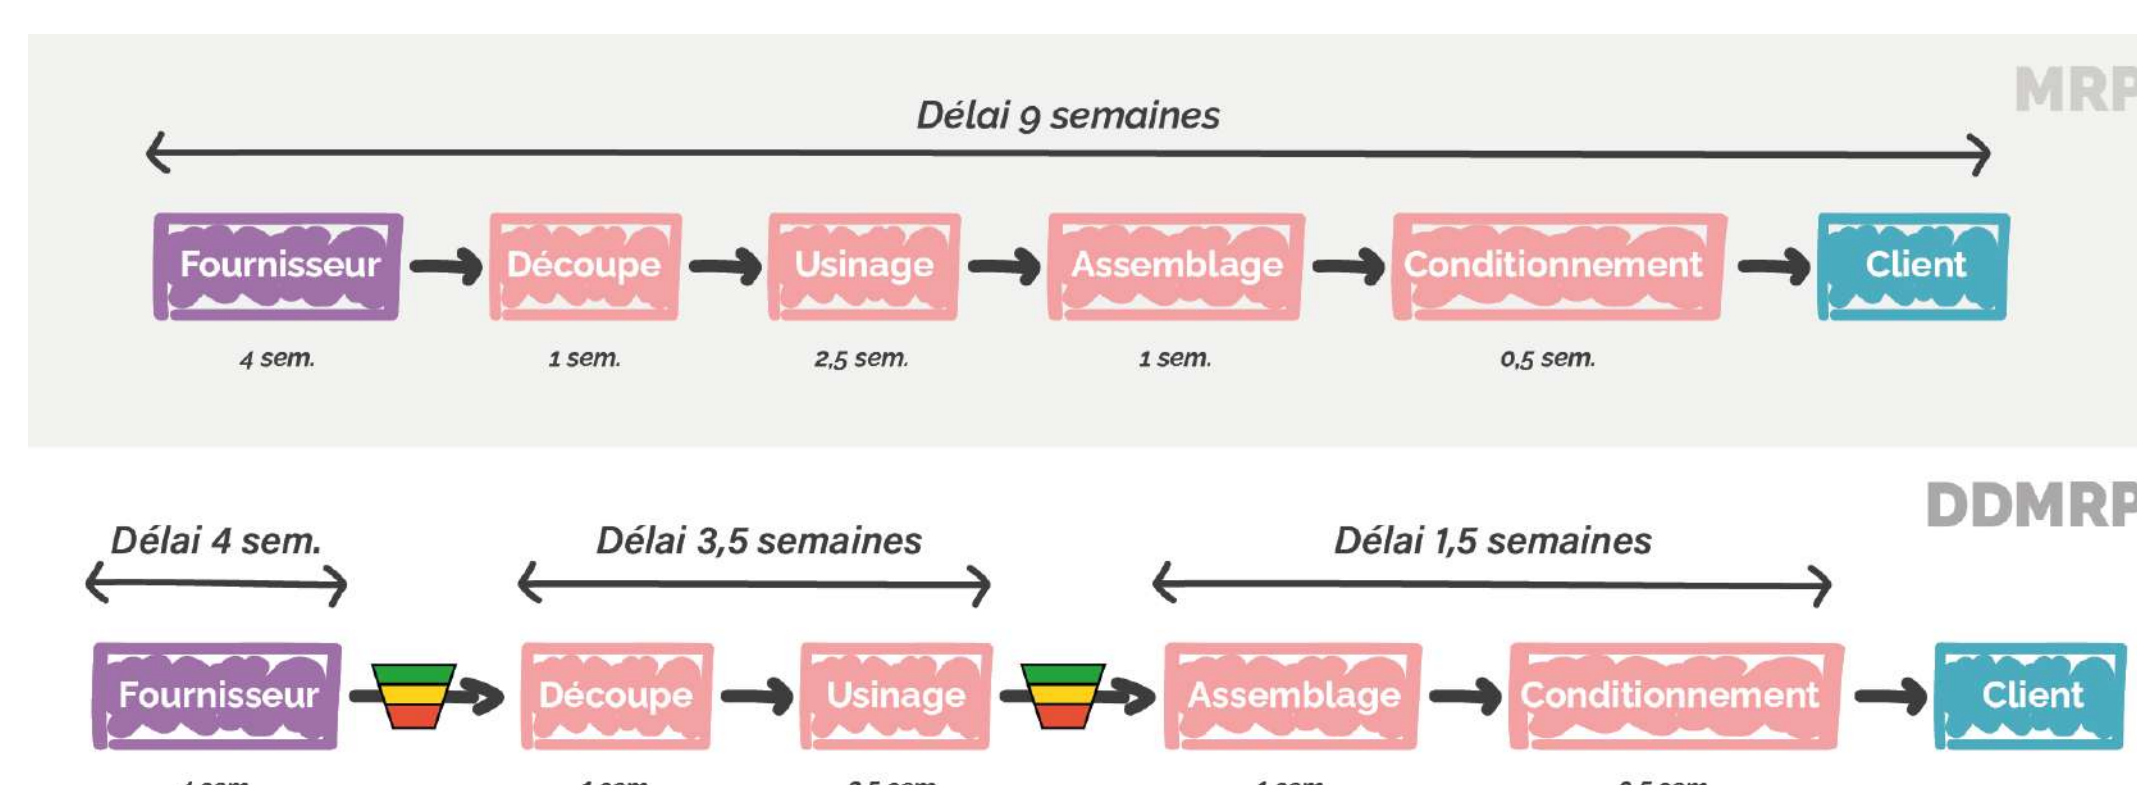 MRP
Délai 9 semaines
Fournisseur Découpe Usinage Assemblage Conditionnement Client
4 sem. 1 sem. 2,5 sem. 1 sem. 0,5 sem.
DDMRP
Délai 4 sem. Délai 3,5 semaines Délai 1,5 semaines
Fournisseur Découpe Usinage Assemblage Conditionnement Client